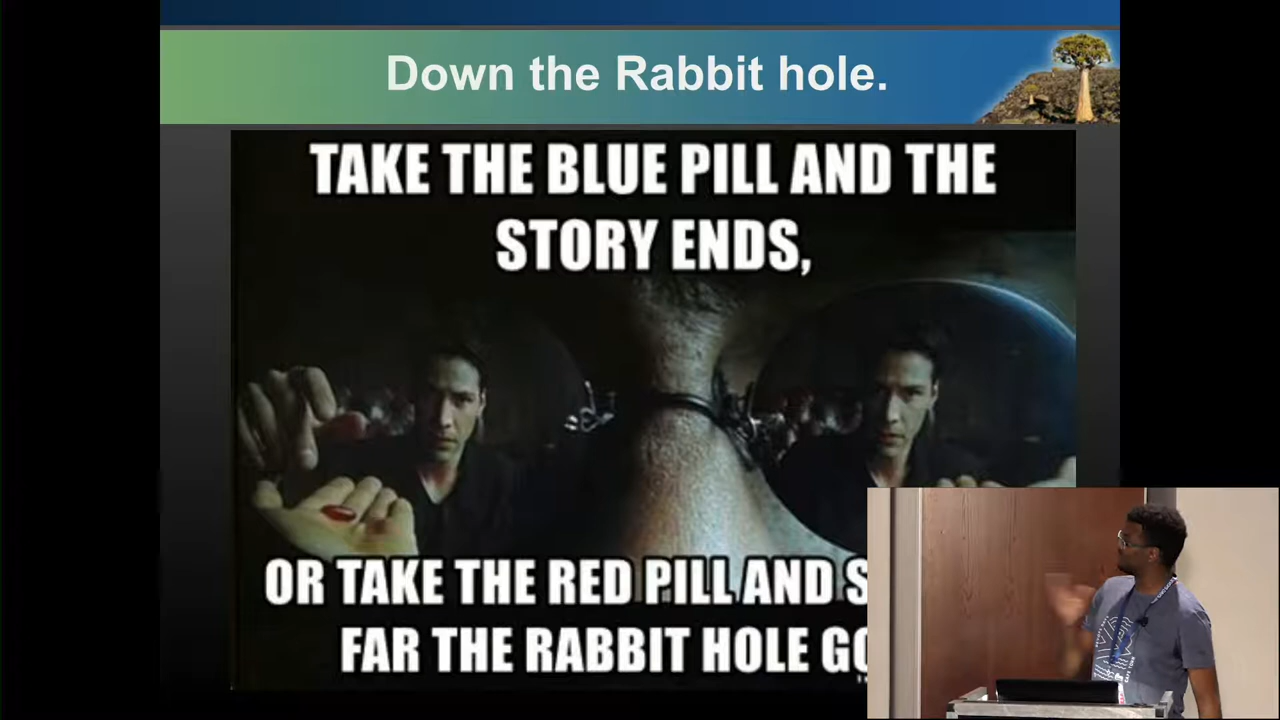 Down the Rabbit hole.
TAKE THE BLUE PILL AND THE
STORY ENDS,
OR TAKE THE RED PILL AND
FAR THE RABBIT HOLE